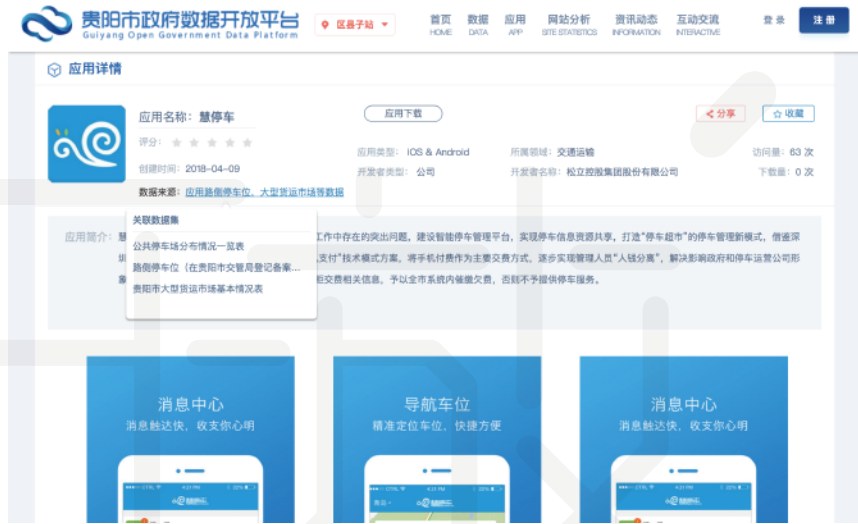 贵阳市政府数据开放平台
Guiyang Open Government Data Platform
区县子站
首页 数据 应用 网站分析 资讯动态 互动交流
HOME DATA APP SITE STATISTICS INFORMATION INTERACTIVE
登录 注册
应用详情
应用名称：慧停车
应用下载
分享 收藏
评分：
应用类型：iOS & Android 所属领域：交通运输 访问量：63 次
创建时间：2018-04-09 开发者类型：公司 开发者名称：松立控股集团股份有限公司 下载量：0 次
数据来源：应用路侧停车位、大型货运市场等数据
关联数据集
公共停车场分布情况一览表
路侧停车位（在贵阳市交管局登记备案...
贵阳市大型货运市场基本情况表
应用简介：慧
工作中存在的突出问题，建设智能停车管理平台，实现停车信息资源共享，打造“停车超市”的停车管理新模式，借鉴深
圳
支付”技术模式方案，将手机付费作为主要交费方式，逐步实现管理人员“人钱分离”，解决影响政府和停车运营公司形
象
交费相关信息，予以全市系统内催缴欠费，否则不予提供停车服务。
消息中心 导航车位 消息中心
消息触达快，收支你心明 精准定位车位，快捷方便 消息触达快，收支你心明